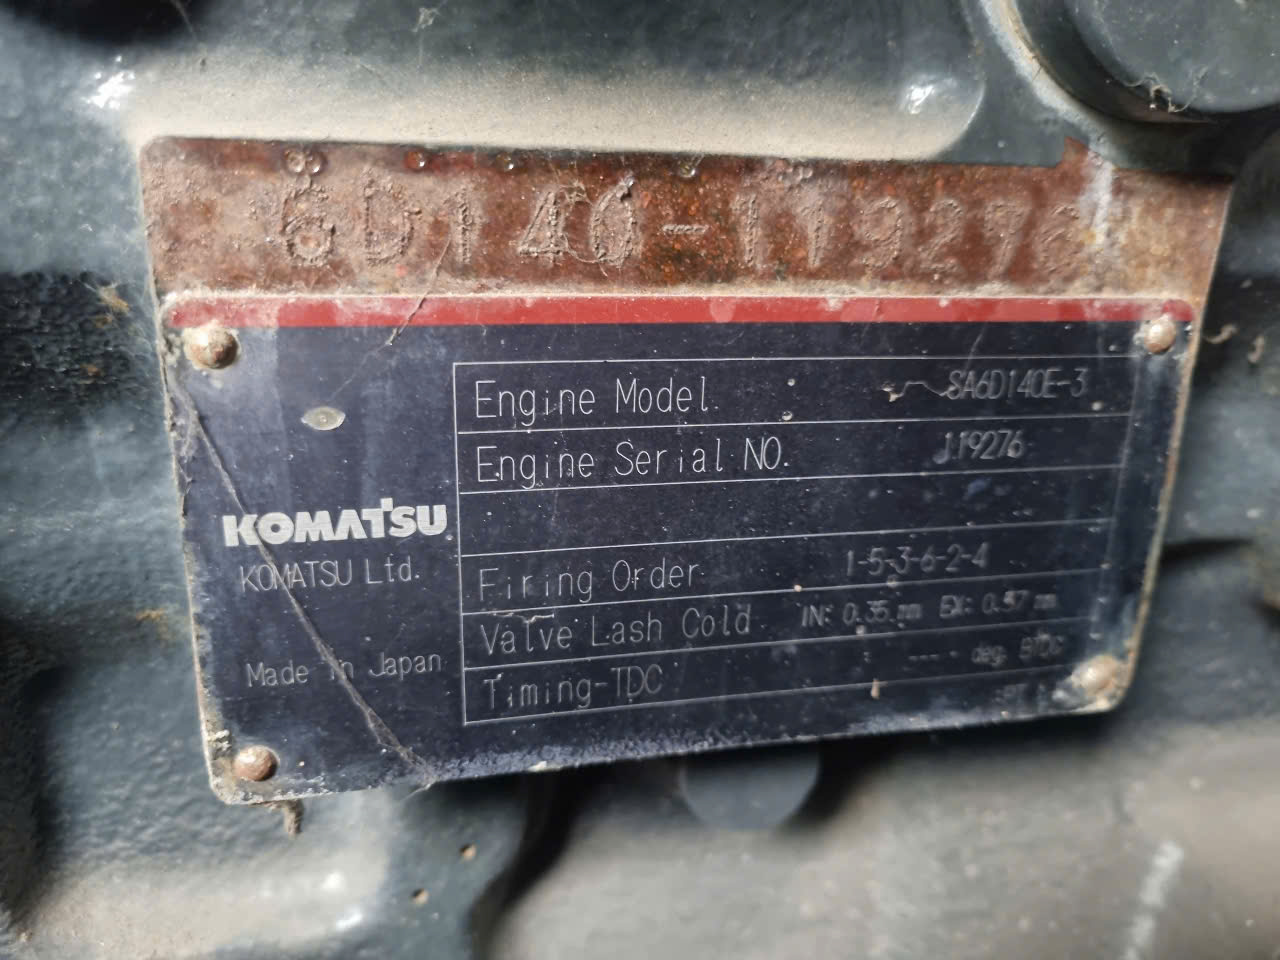 6D140-119276
Engine Model SA6D140E-3
Engine Serial NO. 119276
KOMATSU
KOMATSU Ltd.
Firing Order 1-5-3-6-2-4
Valve Lash Cold IN: 0.35 mm EX: 0.57 mm
Made in Japan
Timing-TDC --- - deg. BTDC